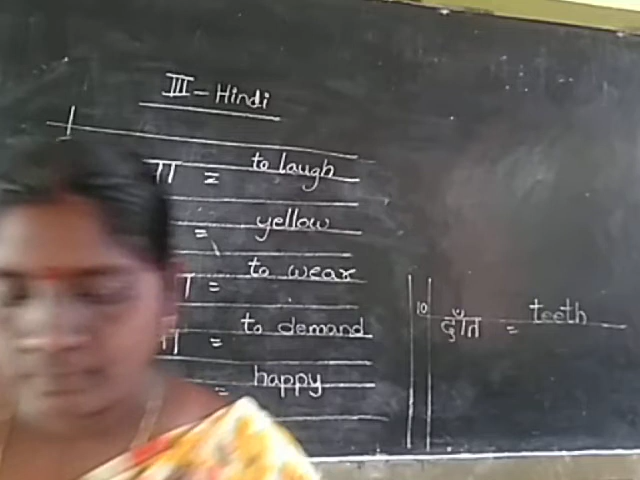 III - Hindi
= to laugh
= yellow
= to wear
= to demand
= happy
10 दाँत = teeth